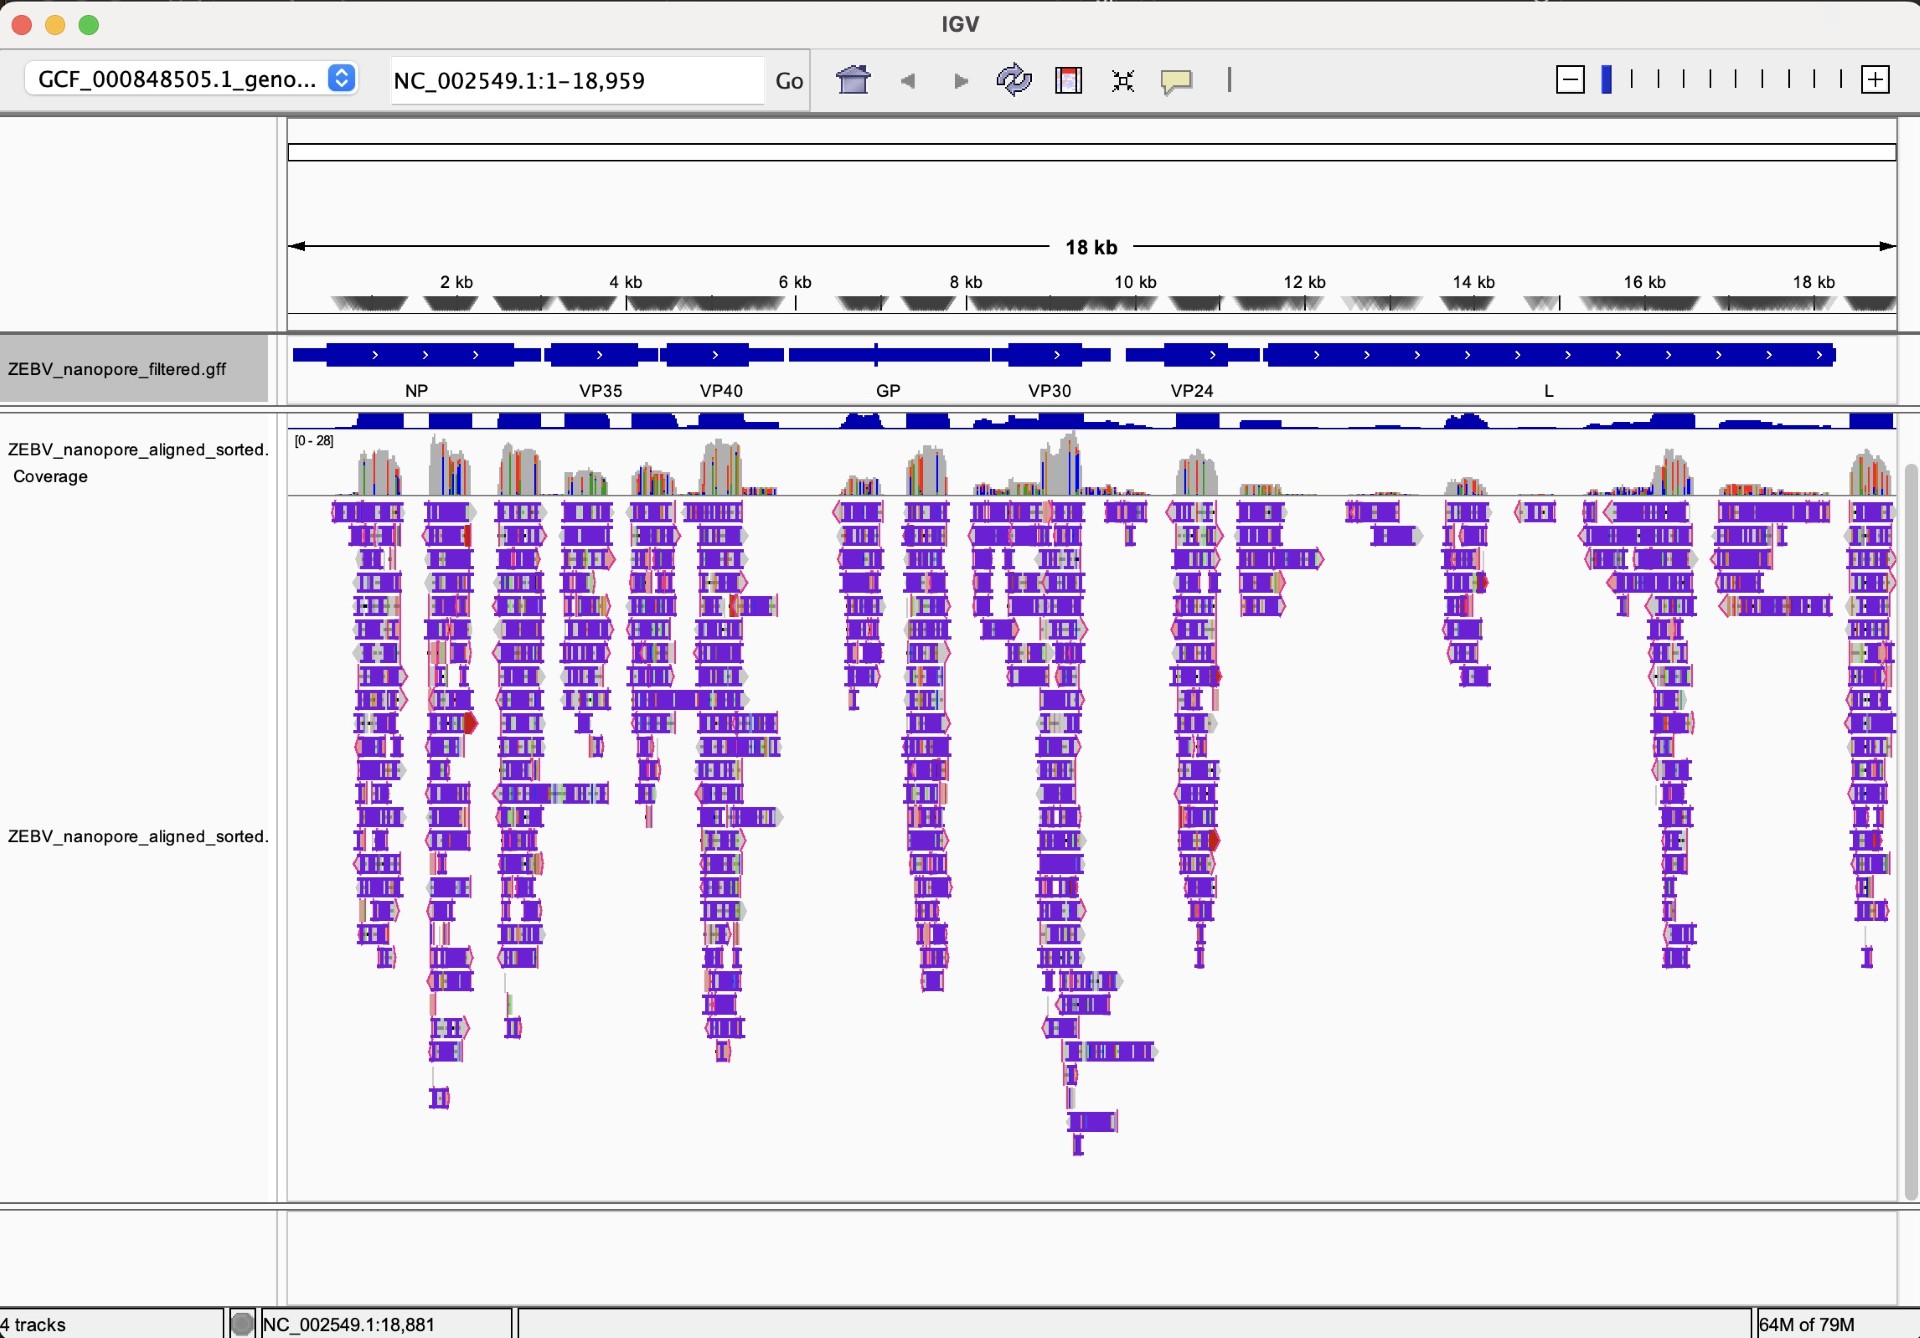 IGV
GCF_000848505.1_geno...
NC_002549.1:1-18,959
Go
18 kb
2 kb 4 kb 6 kb 8 kb 10 kb 12 kb 14 kb 16 kb 18 kb
ZEBV_nanopore_filtered.gff
NP VP35 VP40 GP VP30 VP24 L
ZEBV_nanopore_aligned_sorted.
Coverage
[0 - 28]
ZEBV_nanopore_aligned_sorted.
4 tracks
NC_002549.1:18,881
64M of 79M